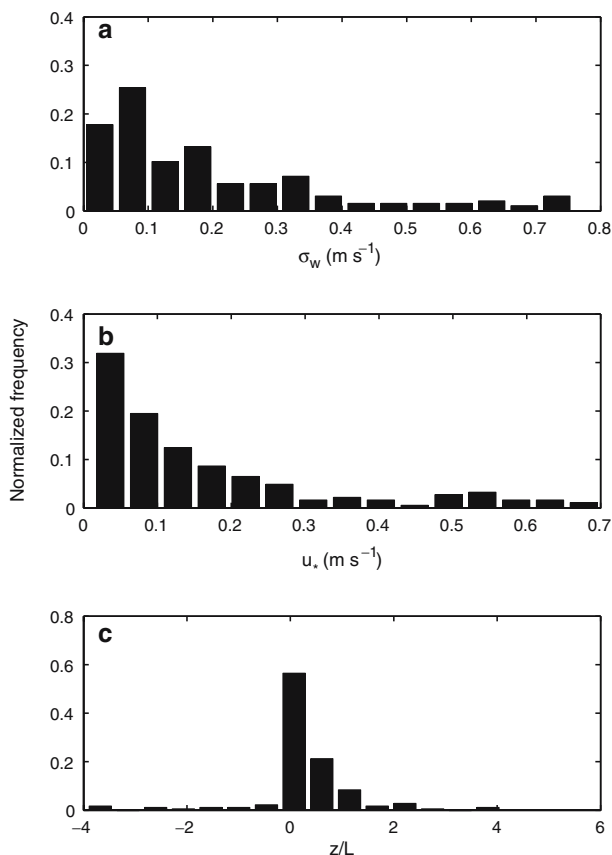 a
0.4
0.3
0.2
0.1
0
0 0.1 0.2 0.3 0.4 0.5 0.6 0.7 0.8
σw (m s−1)
Normalized frequency
b
0.4
0.3
0.2
0.1
0
0 0.1 0.2 0.3 0.4 0.5 0.6 0.7
u* (m s−1)
c
0.8
0.6
0.4
0.2
0
−4 −2 0 2 4 6
z/L